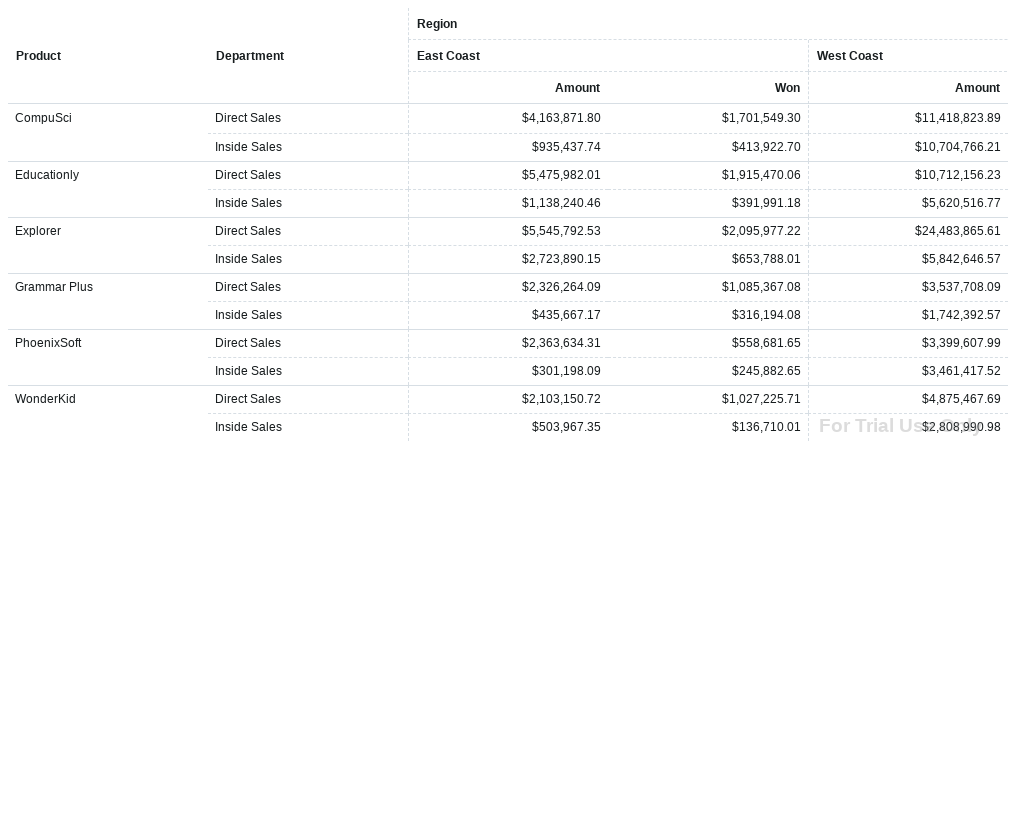 Region
Product Department East Coast West Coast
Amount Won Amount
CompuSci Direct Sales $4,163,871.80 $1,701,549.30 $11,418,823.89
Inside Sales $935,437.74 $413,922.70 $10,704,766.21
Educationly Direct Sales $5,475,982.01 $1,915,470.06 $10,712,156.23
Inside Sales $1,138,240.46 $391,991.18 $5,620,516.77
Explorer Direct Sales $5,545,792.53 $2,095,977.22 $24,483,865.61
Inside Sales $2,723,890.15 $653,788.01 $5,842,646.57
Grammar Plus Direct Sales $2,326,264.09 $1,085,367.08 $3,537,708.09
Inside Sales $435,667.17 $316,194.08 $1,742,392.57
PhoenixSoft Direct Sales $2,363,634.31 $558,681.65 $3,399,607.99
Inside Sales $301,198.09 $245,882.65 $3,461,417.52
WonderKid Direct Sales $2,103,150.72 $1,027,225.71 $4,875,467.69
Inside Sales $503,967.35 $136,710.01 $2,808,990.98
For Trial Use Only